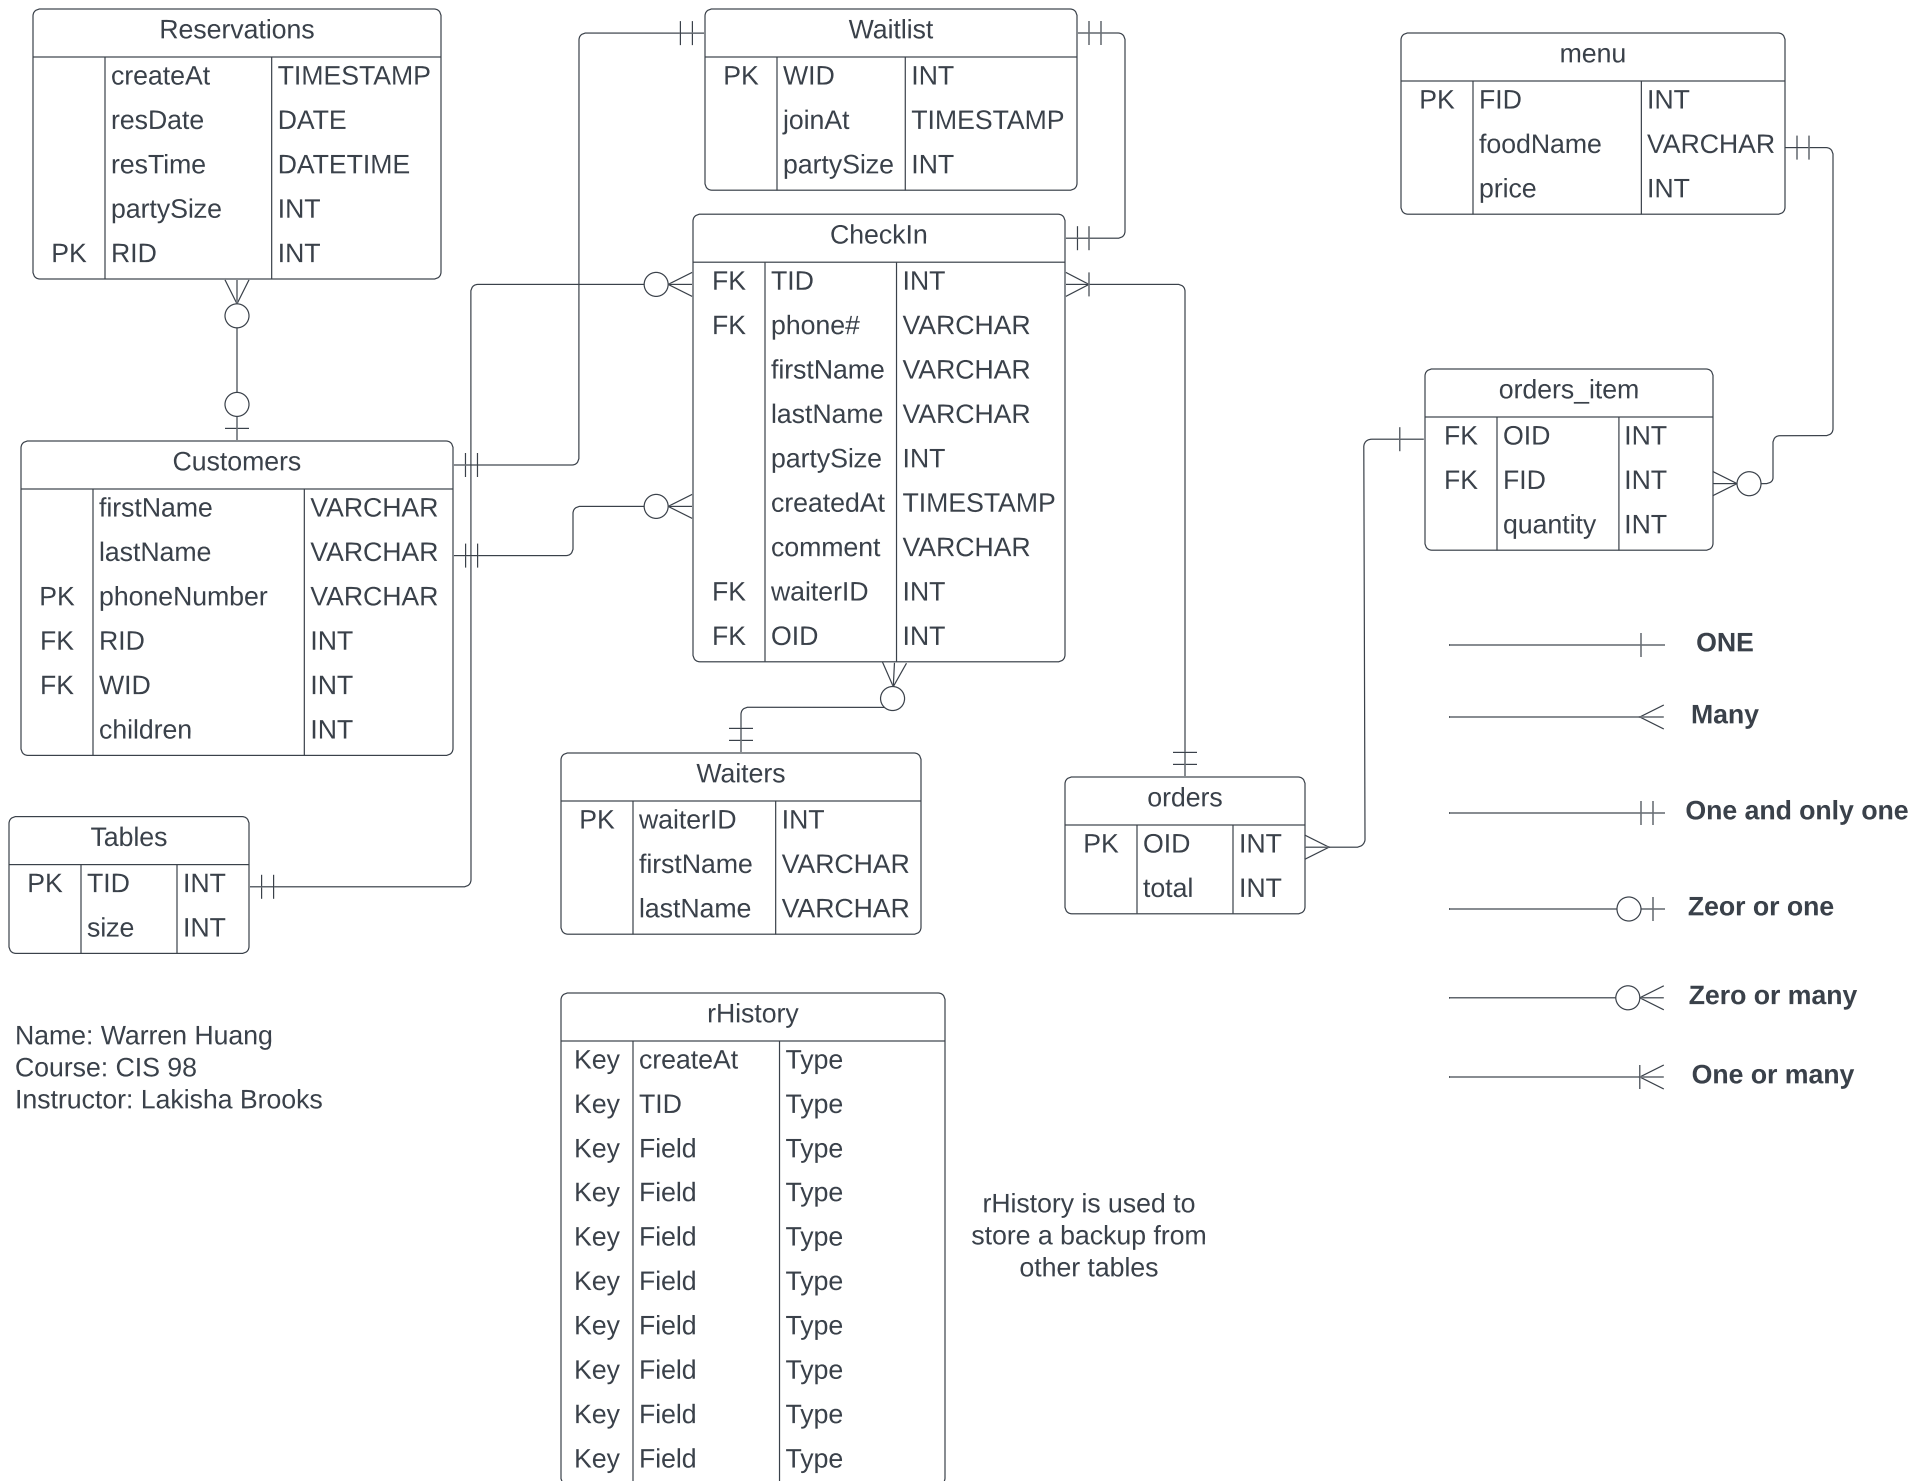 Reservations
createAt TIMESTAMP
resDate DATE
resTime DATETIME
partySize INT
PK RID INT
Waitlist
PK WID INT
joinAt TIMESTAMP
partySize INT
menu
PK FID INT
foodName VARCHAR
price INT
CheckIn
FK TID INT
FK phone# VARCHAR
firstName VARCHAR
lastName VARCHAR
partySize INT
createdAt TIMESTAMP
comment VARCHAR
FK waiterID INT
FK OID INT
orders_item
FK OID INT
FK FID INT
quantity INT
Customers
firstName VARCHAR
lastName VARCHAR
PK phoneNumber VARCHAR
FK RID INT
FK WID INT
children INT
ONE
Many
One and only one
Zeor or one
Zero or many
One or many
Waiters
PK waiterID INT
firstName VARCHAR
lastName VARCHAR
orders
PK OID INT
total INT
Tables
PK TID INT
size INT
Name: Warren Huang
Course: CIS 98
Instructor: Lakisha Brooks
rHistory
Key createAt Type
Key TID Type
Key Field Type
Key Field Type
Key Field Type
Key Field Type
Key Field Type
Key Field Type
Key Field Type
Key Field Type
rHistory is used to
store a backup from
other tables